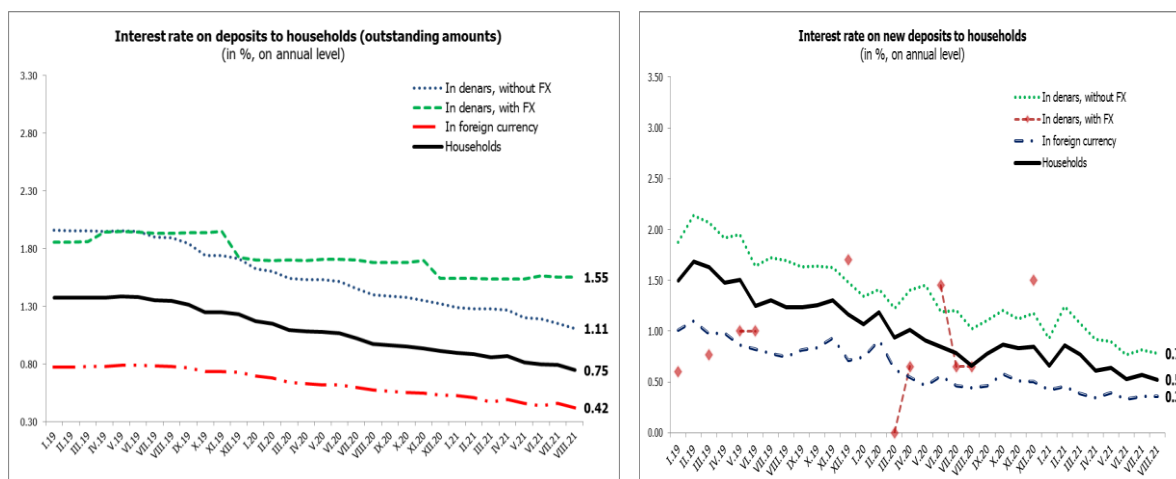 Interest rate on deposits to households (outstanding amounts)
(in %, on annual level)
3.30
2.80
2.30
1.80
1.30
0.80
0.30
In denars, without FX
In denars, with FX
In foreign currency
Households
1.55
1.11
0.75
0.42
I.19
II.19
III.19
IV.19
V.19
VI.19
VII.19
VIII.19
IX.19
X.19
XI.19
XII.19
I.20
II.20
III.20
IV.20
V.20
VI.20
VII.20
VIII.20
IX.20
X.20
XI.20
XII.20
I.21
II.21
III.21
IV.21
V.21
VI.21
VII.21
VIII.21
Interest rate on new deposits to households
(in %, on annual level)
3.50
3.00
2.50
2.00
1.50
1.00
0.50
0.00
In denars, without FX
In denars, with FX
In foreign currency
Households
I.19
II.19
III.19
IV.19
V.19
VI.19
VII.19
VIII.19
IX.19
X.19
XI.19
XII.19
I.20
II.20
III.20
IV.20
V.20
VI.20
VII.20
VIII.20
IX.20
X.20
XI.20
XII.20
I.21
II.21
III.21
IV.21
V.21
VI.21
VII.21
VIII.21